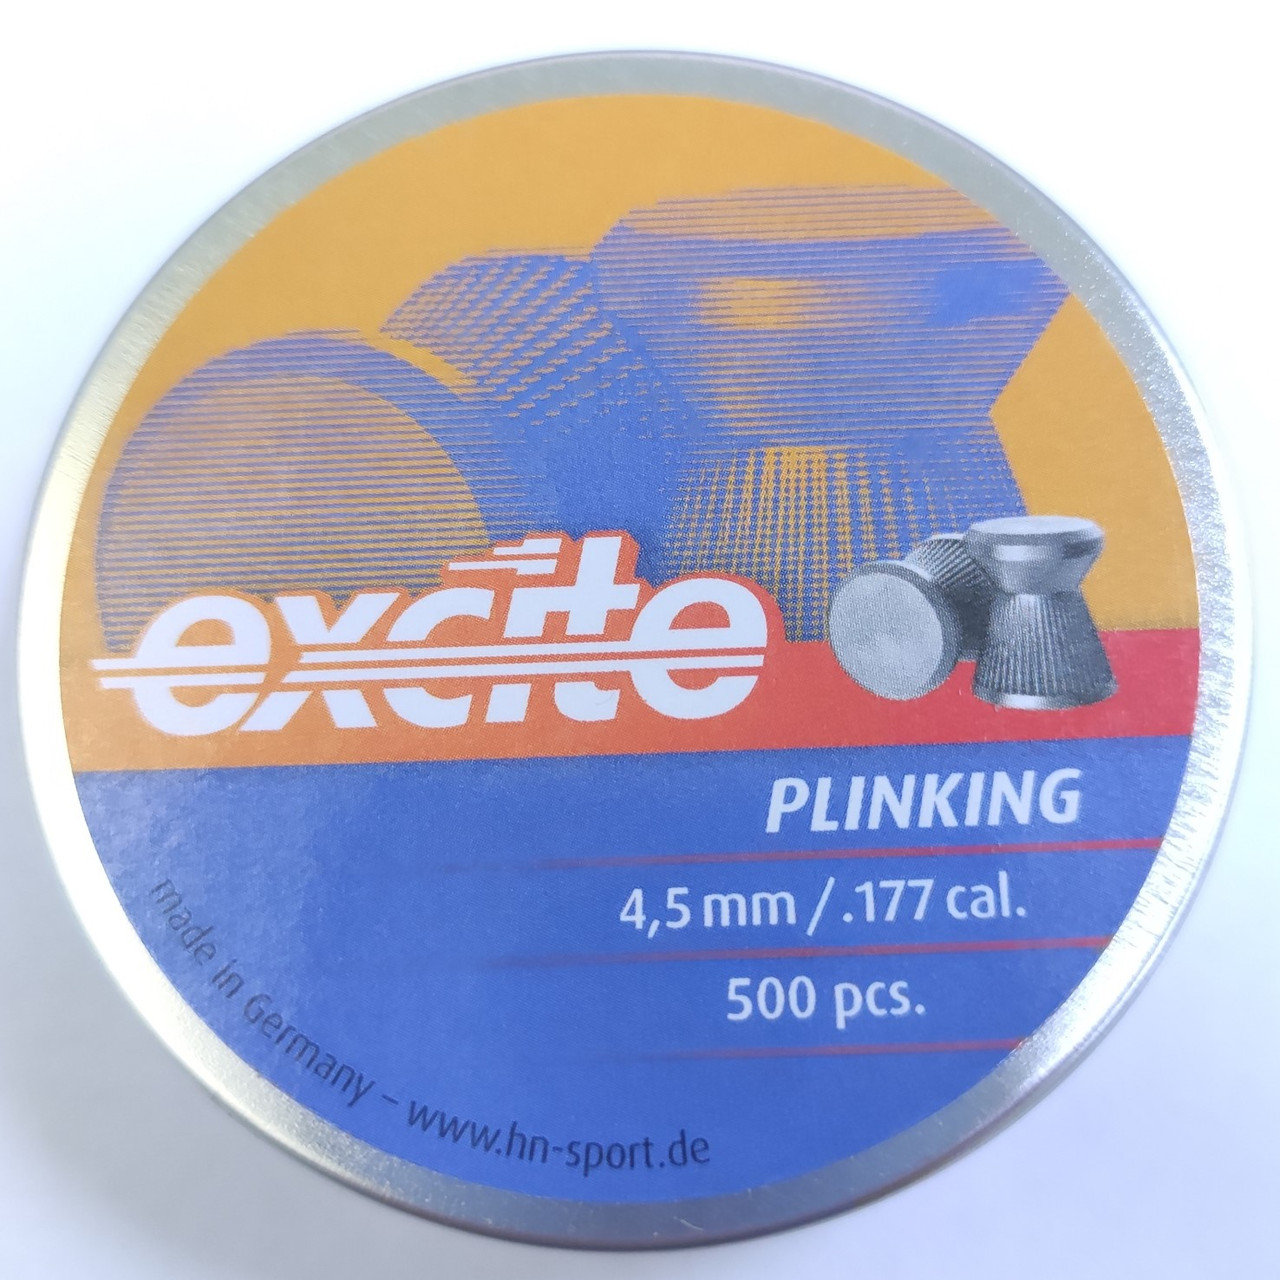 excite
PLINKING
4,5 mm / .177 cal.
500 pcs.
made in Germany – www.hn-sport.de